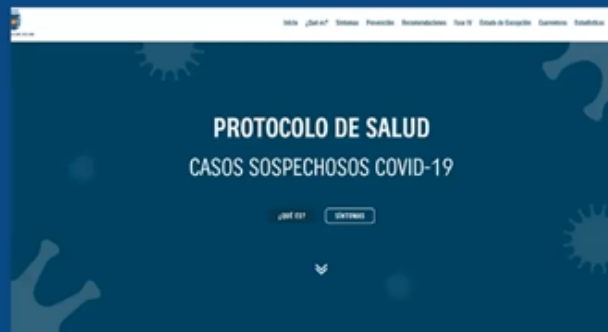 Inicio ¿Qué es? Síntomas Prevención Recomendaciones Fase IV Estado de Excepción Cuarentena Estadísticas
PROTOCOLO DE SALUD
CASOS SOSPECHOSOS COVID-19
¿QUÉ ES? SÍNTOMAS